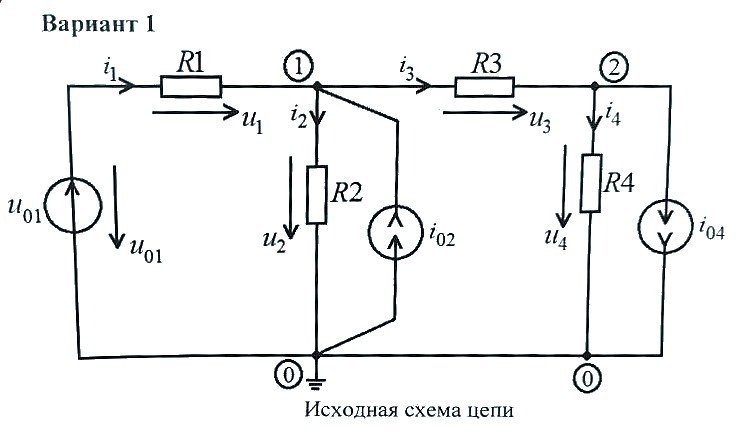 Вариант 1
i1 R1 1 i3 R3 2
u1 i2 u3 i4
u01 u01 u2 R2 i02 u4 R4 i04
0 0
Исходная схема цепи